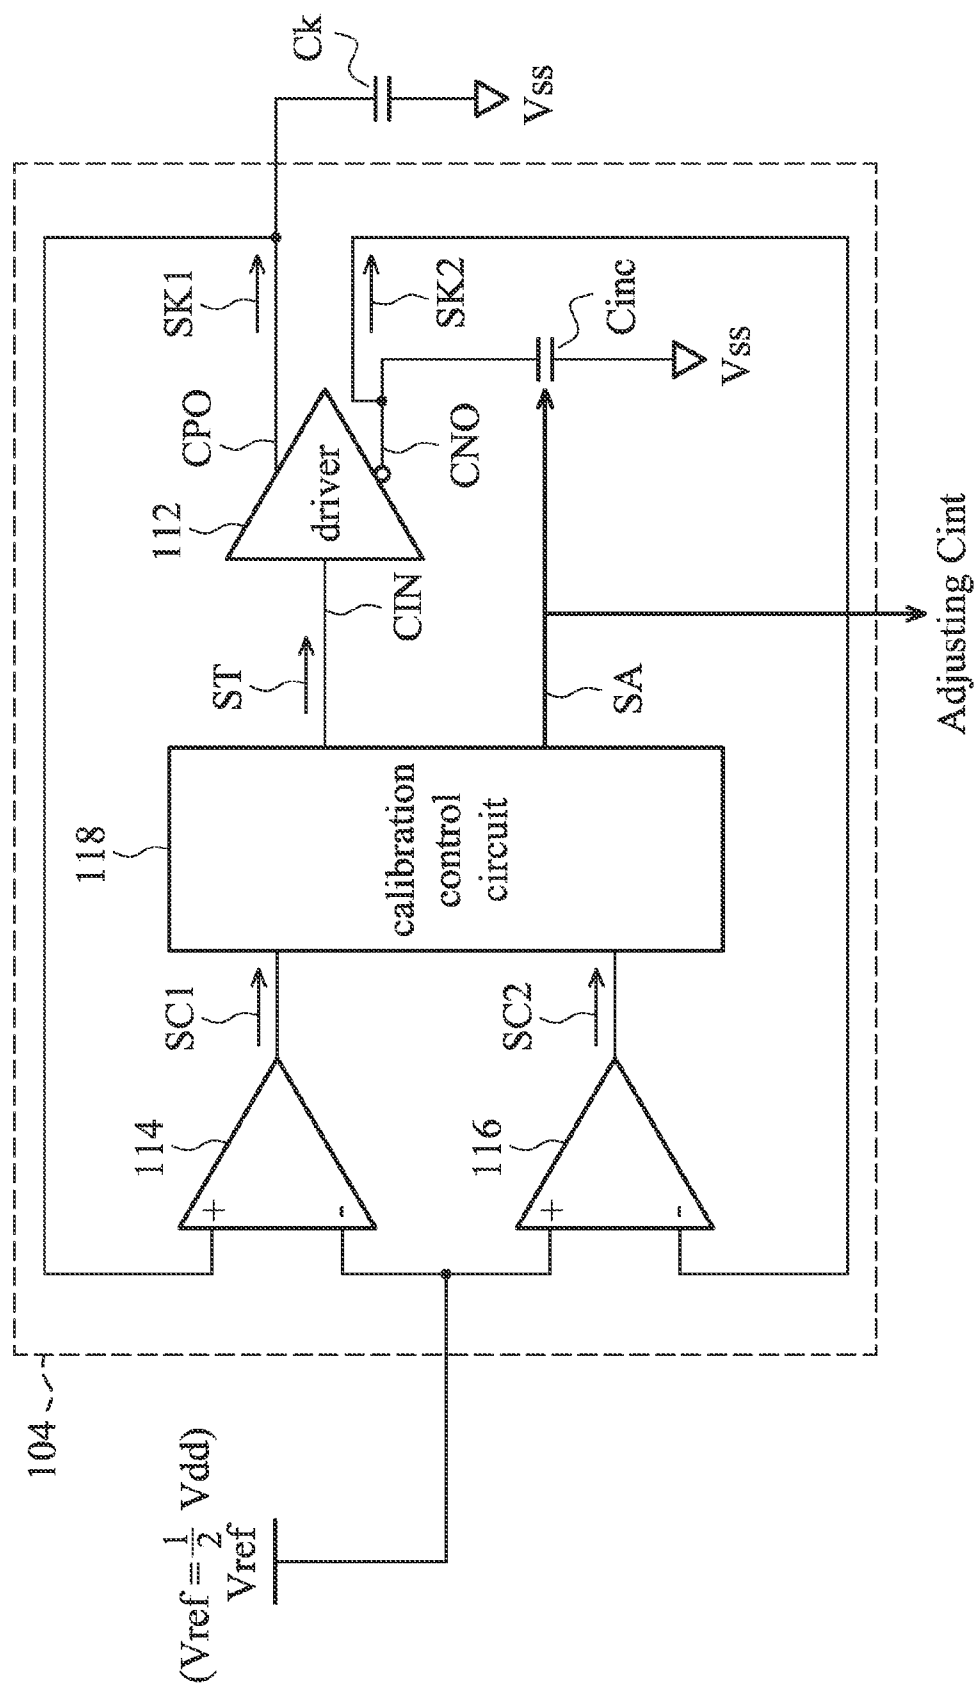 104
(Vref = 1/2 Vdd)
Vref
114
+
-
SC1
116
+
-
SC2
118
calibration
control
circuit
ST
CIN
SA
Adjusting Cint
112
driver
CPO
CNO
SK1
SK2
Cinc
Vss
Ck
Vss